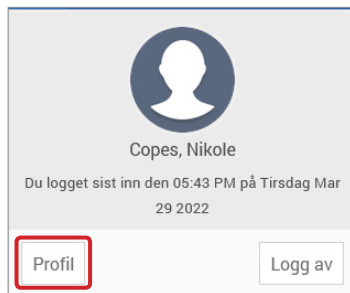 Copes, Nikole
Du logget sist inn den 05:43 PM på Tirsdag Mar
29 2022
Profil
Logg av